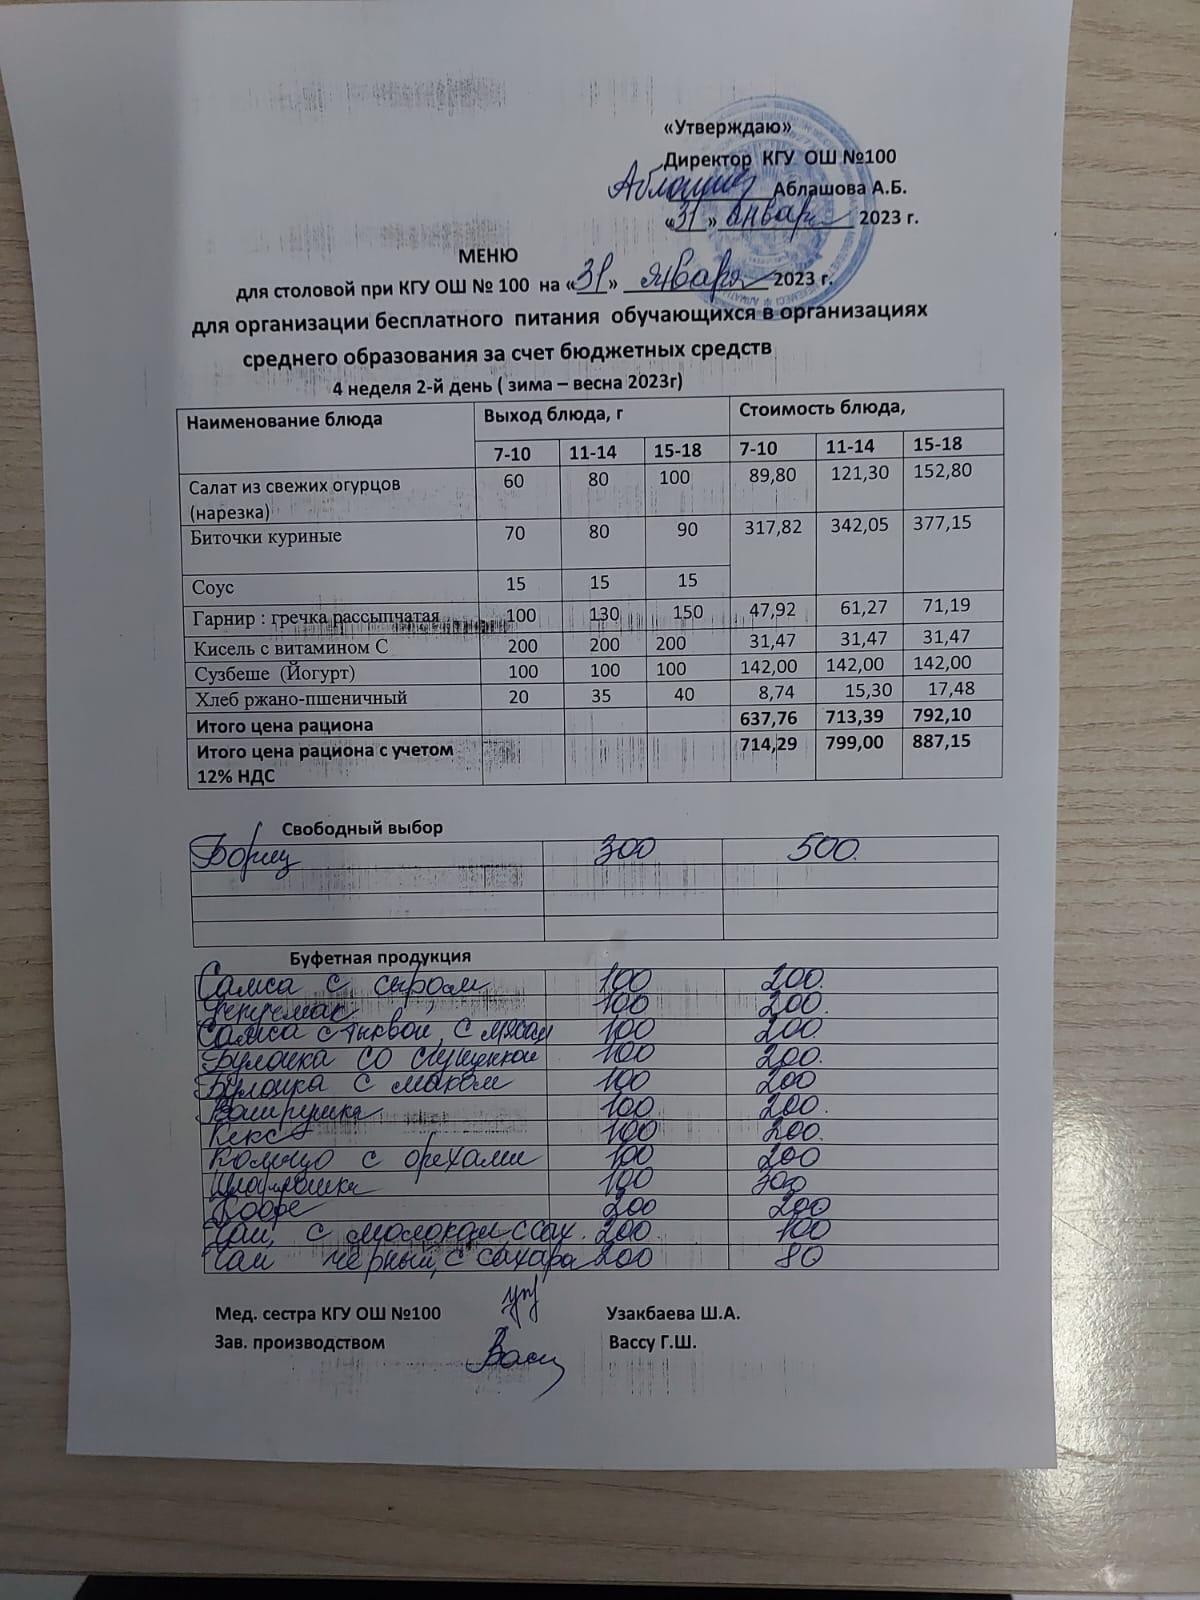 «Утверждаю»
Директор КГУ ОШ №100
Аблашова А.Б.
«31» января 2023 г.
МЕНЮ
для столовой при КГУ ОШ № 100 на «31» января 2023 г.
для организации бесплатного питания обучающихся в организациях
среднего образования за счет бюджетных средств
4 неделя 2-й день ( зима – весна 2023г)
Наименование блюда Выход блюда, г Стоимость блюда,
7-10 11-14 15-18 7-10 11-14 15-18
Салат из свежих огурцов (нарезка) 60 80 100 89,80 121,30 152,80
Биточки куриные 70 80 90 317,82 342,05 377,15
Соус 15 15 15
Гарнир : гречка рассыпчатая 100 130 150 47,92 61,27 71,19
Кисель с витамином С 200 200 200 31,47 31,47 31,47
Сузбеше (Йогурт) 100 100 100 142,00 142,00 142,00
Хлеб ржано-пшеничный 20 35 40 8,74 15,30 17,48
Итого цена рациона 637,76 713,39 792,10
Итого цена рациона с учетом 12% НДС 714,29 799,00 887,15
Свободный выбор
Борщ 300 500
Буфетная продукция
Самса с сыром 100 200
100 200
Самса с тыквой, с мясом 100 200
Булочка со сгущенкой 100 200
Булочка с маком 100 200
Ватрушка 100 200
Кекс 100 200
Кольцо с орехами 100 200
100 300
Кофе 200 200
Чай с молоком, с сах. 200 100
Чай черный, с сахара 200 80
Мед. сестра КГУ ОШ №100 Узакбаева Ш.А.
Зав. производством Вассу Г.Ш.